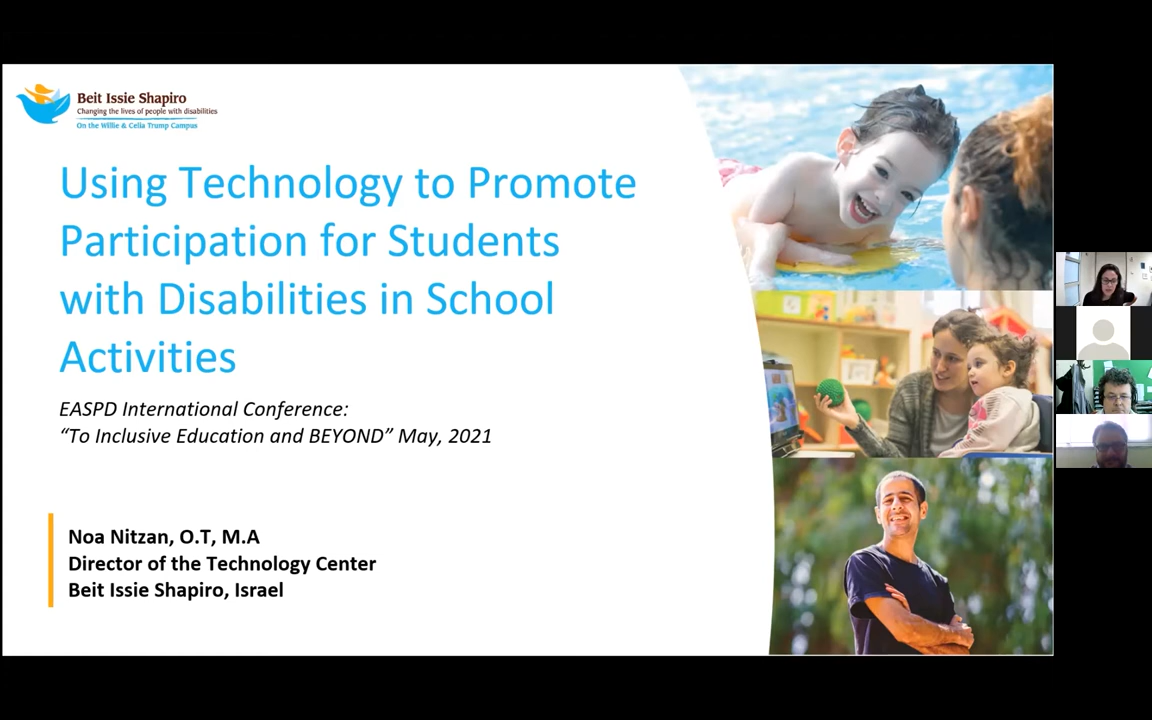 Beit Issie Shapiro
Changing the lives of people with disabilities
On the Willie & Celia Trump Campus
Using Technology to Promote
Participation for Students
with Disabilities in School
Activities
EASPD International Conference:
“To Inclusive Education and BEYOND” May, 2021
Noa Nitzan, O.T, M.A
Director of the Technology Center
Beit Issie Shapiro, Israel